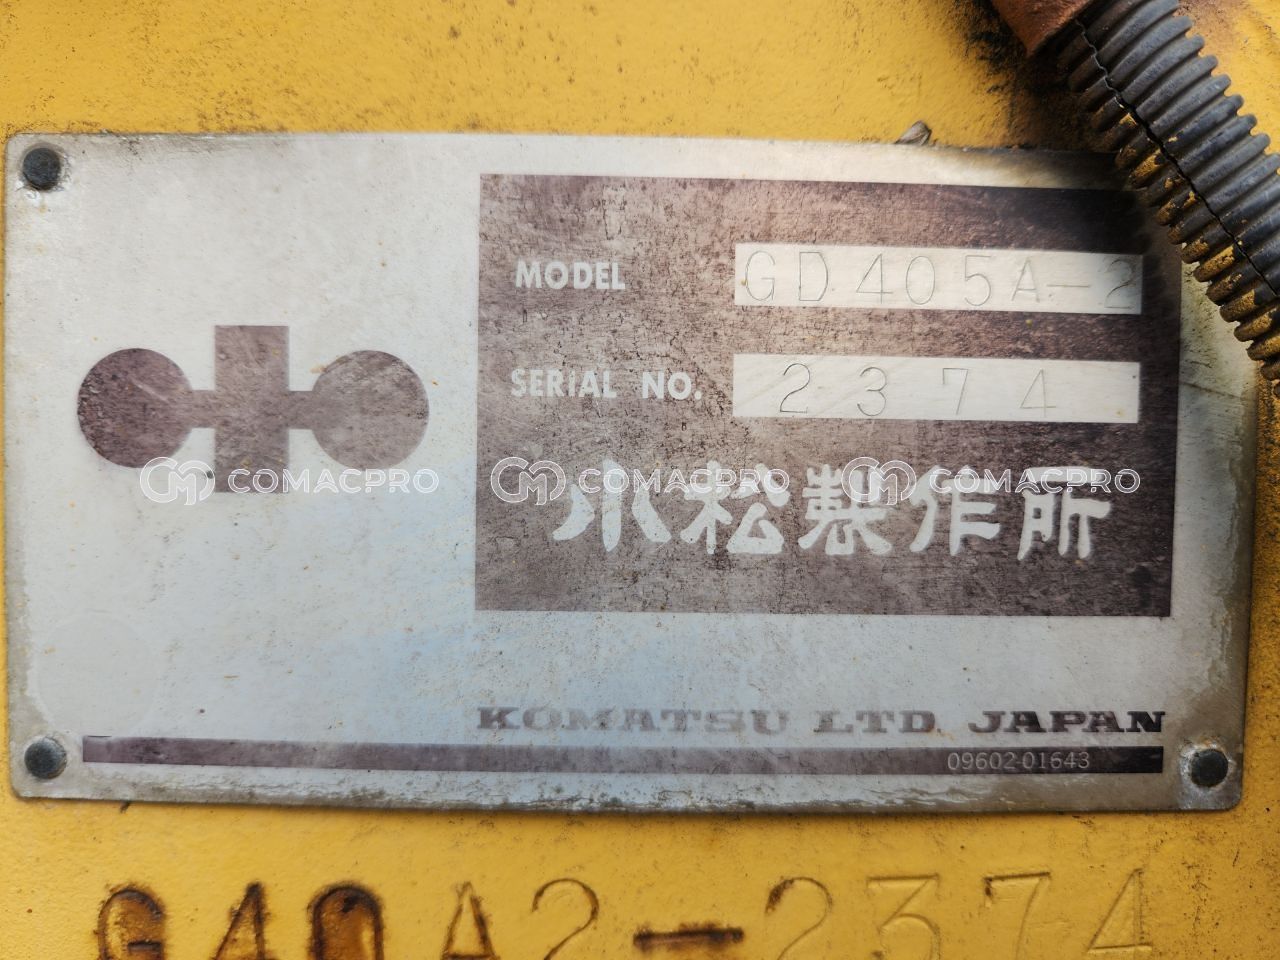 MODEL GD405A-2
SERIAL NO. 2374
COMACPRO COMACPRO COMACPRO
小松製作所
KOMATSU LTD. JAPAN
09602-01643
G40A2-2374